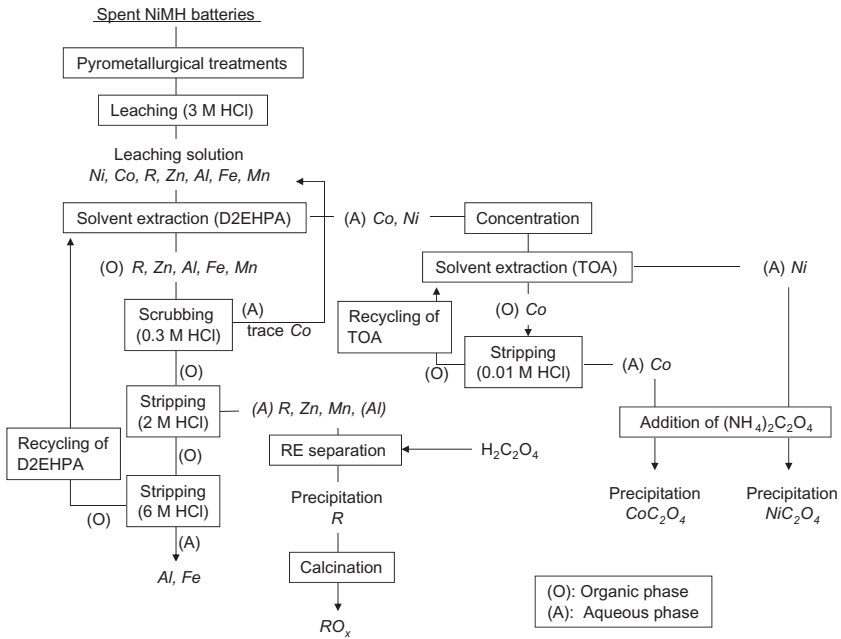 Spent NiMH batteries
Pyrometallurgical treatments
Leaching (3 M HCl)
Leaching solution
Ni, Co, R, Zn, Al, Fe, Mn
Solvent extraction (D2EHPA)
(A) Co, Ni
Concentration
(O) R, Zn, Al, Fe, Mn
Solvent extraction (TOA)
(A) Ni
Scrubbing
(0.3 M HCl)
(A)
trace Co
Recycling of
TOA
(O) Co
Stripping
(0.01 M HCl)
(O)
(A) Co
(O)
Stripping
(2 M HCl)
(A) R, Zn, Mn, (Al)
Addition of (NH4)2C2O4
Recycling of
D2EHPA
(O)
RE separation
H2C2O4
Stripping
(6 M HCl)
(O)
(A)
Al, Fe
Precipitation
R
Precipitation
CoC2O4
Precipitation
NiC2O4
Calcination
ROx
(O): Organic phase
(A): Aqueous phase